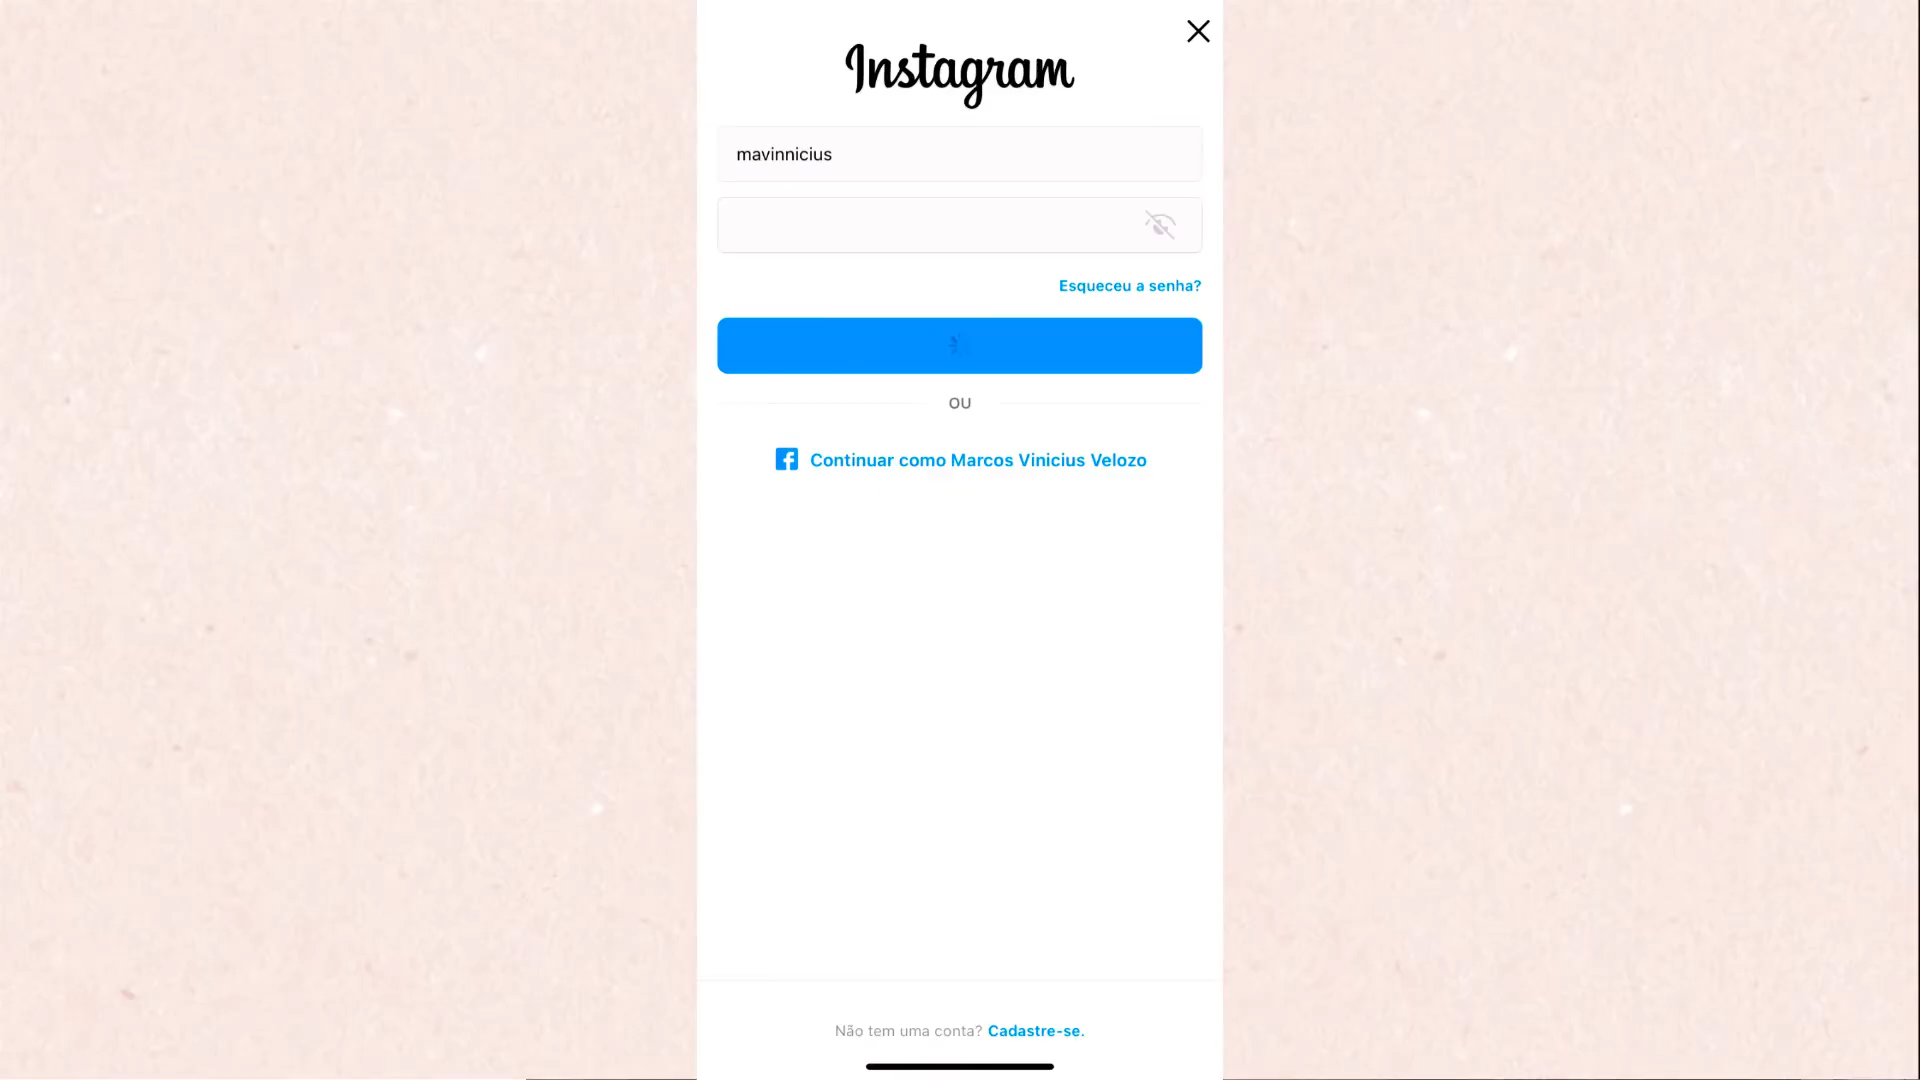 Instagram
mavinnicius
Esqueceu a senha?
OU
Continuar como Marcos Vinicius Velozo
Não tem uma conta? Cadastre-se.